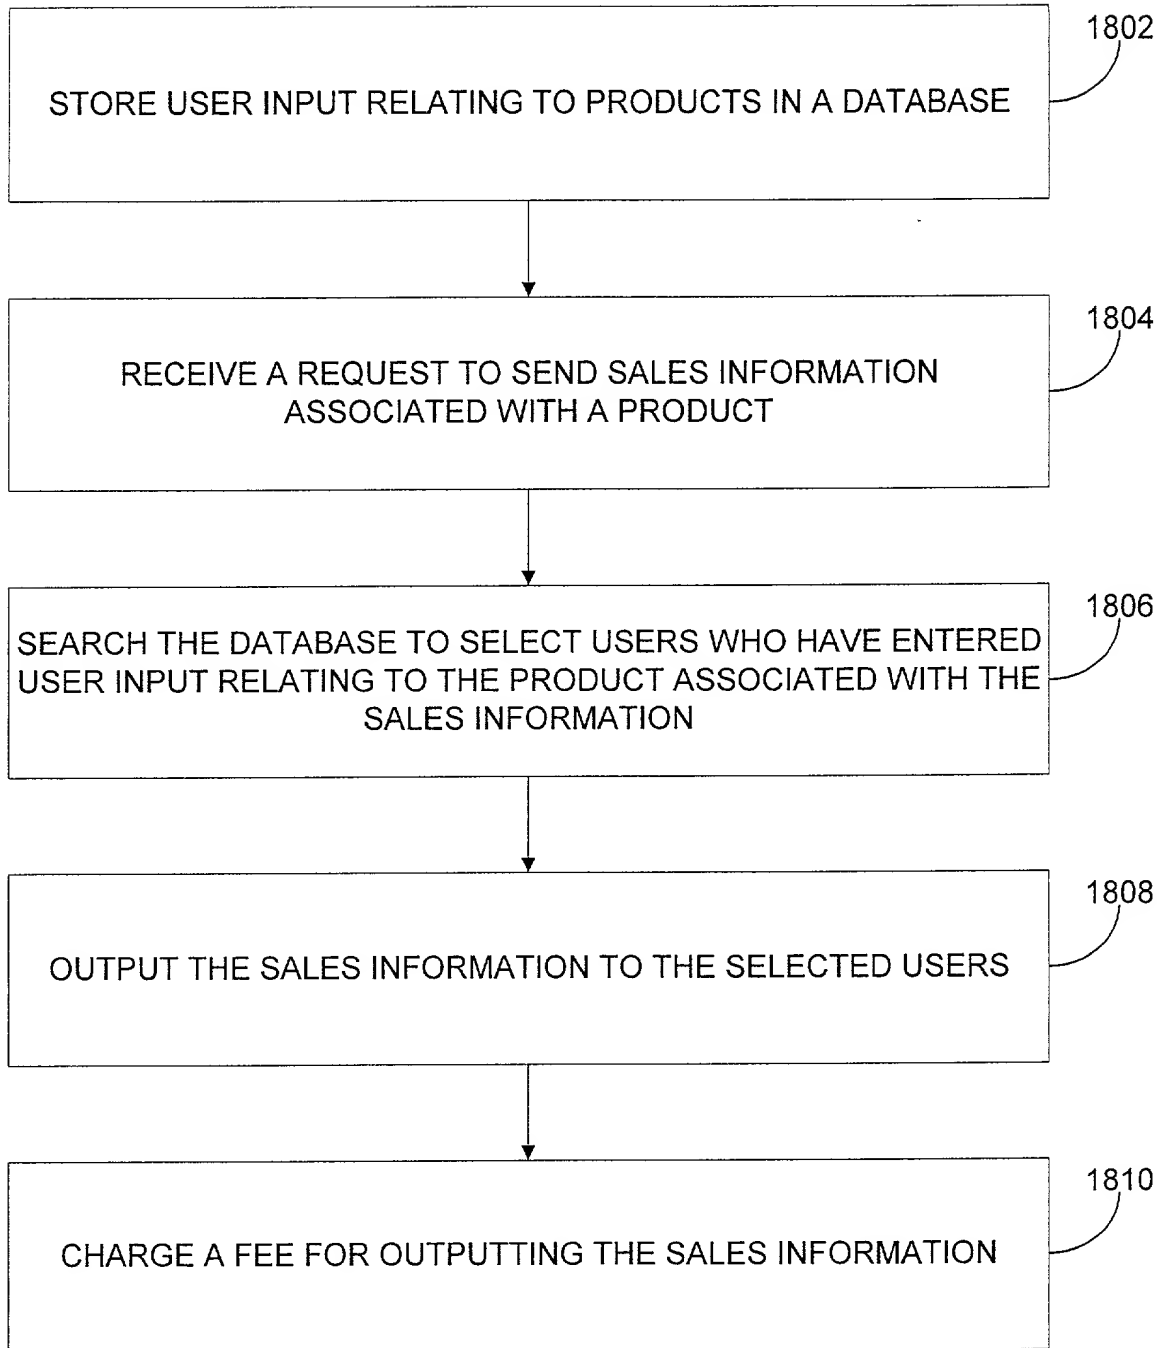 1802
STORE USER INPUT RELATING TO PRODUCTS IN A DATABASE
1804
RECEIVE A REQUEST TO SEND SALES INFORMATION
ASSOCIATED WITH A PRODUCT
1806
SEARCH THE DATABASE TO SELECT USERS WHO HAVE ENTERED
USER INPUT RELATING TO THE PRODUCT ASSOCIATED WITH THE
SALES INFORMATION
1808
OUTPUT THE SALES INFORMATION TO THE SELECTED USERS
1810
CHARGE A FEE FOR OUTPUTTING THE SALES INFORMATION